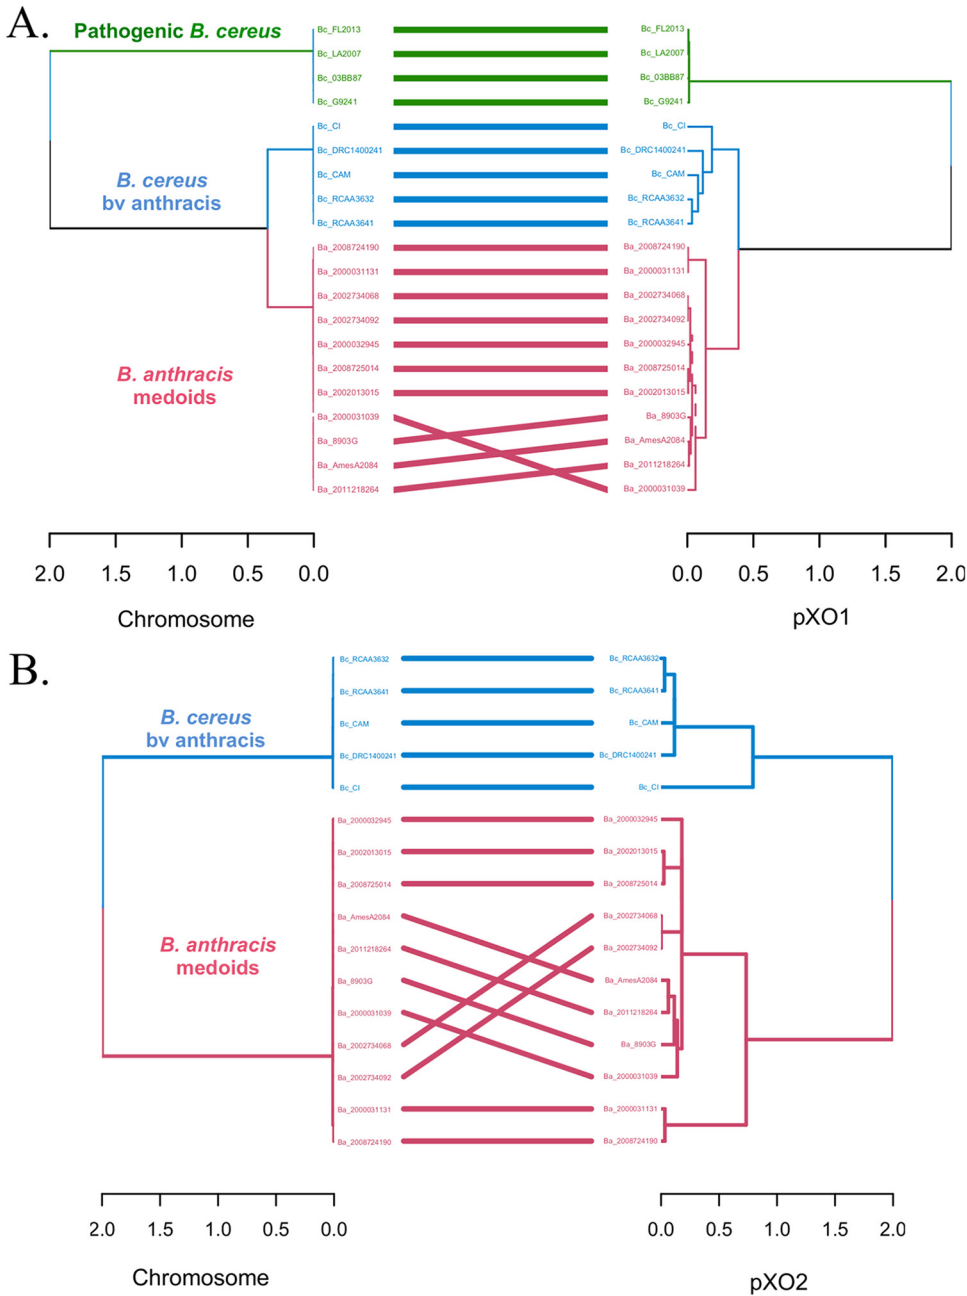 A.
Pathogenic B. cereus
Bc_FL2013 Bc_FL2013
Bc_LA2007 Bc_LA2007
Bc_03BB87 Bc_03BB87
Bc_G9241 Bc_G9241
Bc_CI Bc_CI
Bc_DRC1400241 Bc_DRC1400241
B. cereus
bv anthracis
Bc_CAM Bc_CAM
Bc_RCAA3632 Bc_RCAA3632
Bc_RCAA3641 Bc_RCAA3641
Ba_2008724190 Ba_2008724190
Ba_2000031131 Ba_2000031131
Ba_2002734068 Ba_2002734068
Ba_2002734092 Ba_2002734092
Ba_2000032945 Ba_2000032945
B. anthracis
medoids
Ba_2008725014 Ba_2008725014
Ba_2002013015 Ba_2002013015
Ba_2000031039 Ba_8903G
Ba_8903G Ba_AmesA2084
Ba_AmesA2084 Ba_2011218264
Ba_2011218264 Ba_2000031039
2.0 1.5 1.0 0.5 0.0 0.0 0.5 1.0 1.5 2.0
Chromosome pXO1
B.
Bc_RCAA3632 Bc_RCAA3632
Bc_RCAA3641 Bc_RCAA3641
B. cereus
bv anthracis
Bc_CAM Bc_CAM
Bc_DRC1400241 Bc_DRC1400241
Bc_CI Bc_CI
Ba_2000032945 Ba_2000032945
Ba_2002013015 Ba_2002013015
Ba_2008725014 Ba_2008725014
Ba_AmesA2084 Ba_2002734068
B. anthracis
medoids
Ba_2011218264 Ba_2002734092
Ba_8903G Ba_AmesA2084
Ba_2000031039 Ba_2011218264
Ba_2002734068 Ba_8903G
Ba_2002734092 Ba_2000031039
Ba_2000031131 Ba_2000031131
Ba_2008724190 Ba_2008724190
2.0 1.5 1.0 0.5 0.0 0.0 0.5 1.0 1.5 2.0
Chromosome pXO2